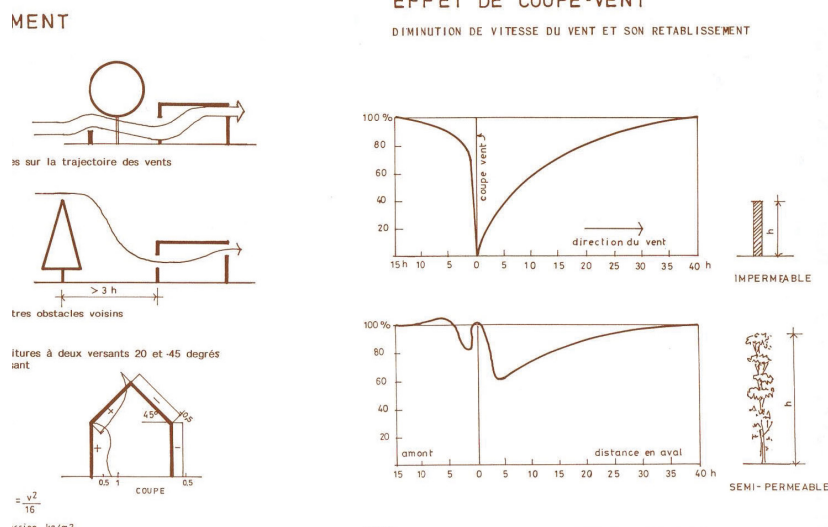 MENT
sur la trajectoire des vents
> 3 h
tres obstacles voisins
itures à deux versants 20 et 45 degrés
+
+
−
−
45°
0,5
0,5 1
0,5
COUPE
= v2
16
EFFET DE COUPE-VENT
DIMINUTION DE VITESSE DU VENT ET SON RETABLISSEMENT
100 %
80
60
40
20
coupe vent
direction du vent
15 h 10 5 0 5 10 15 20 25 30 35 40 h
h
IMPERMEABLE
100 %
80
60
40
20
amont
distance en aval
15 10 5 0 5 10 15 20 25 30 35 40 h
h
SEMI-PERMEABLE